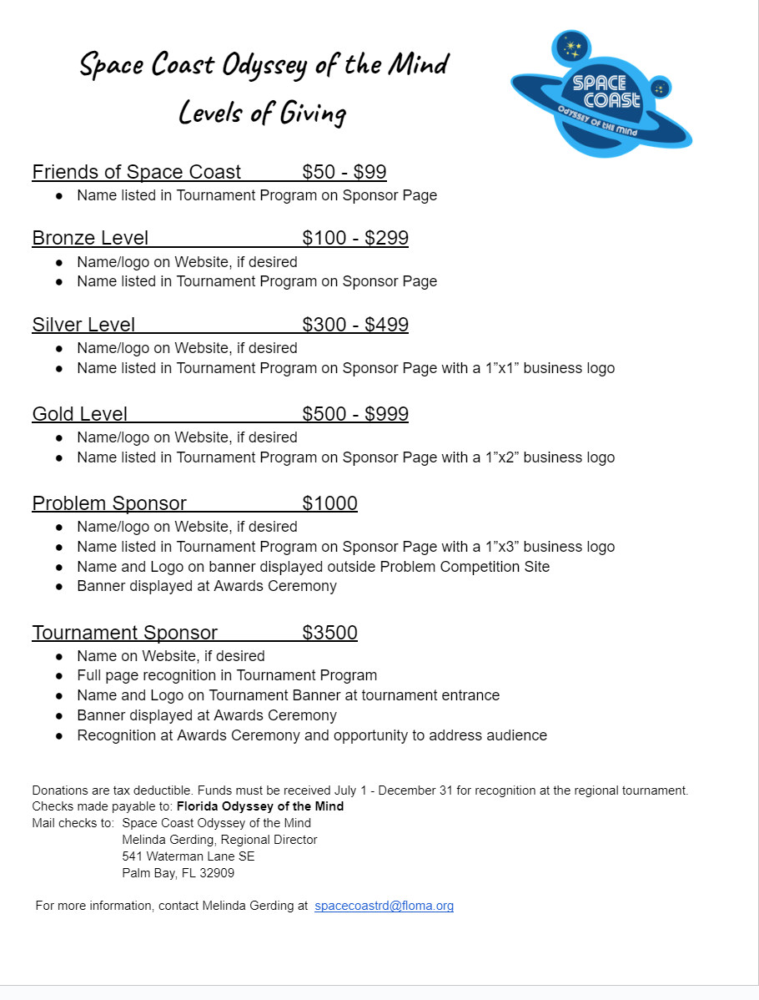 Space Coast Odyssey of the Mind
Levels of Giving
SPACE
COAST
ODYSSEY OF THE MIND
Friends of Space Coast $50 - $99
● Name listed in Tournament Program on Sponsor Page
Bronze Level $100 - $299
● Name/logo on Website, if desired
● Name listed in Tournament Program on Sponsor Page
Silver Level $300 - $499
● Name/logo on Website, if desired
● Name listed in Tournament Program on Sponsor Page with a 1”x1” business logo
Gold Level $500 - $999
● Name/logo on Website, if desired
● Name listed in Tournament Program on Sponsor Page with a 1”x2” business logo
Problem Sponsor $1000
● Name/logo on Website, if desired
● Name listed in Tournament Program on Sponsor Page with a 1”x3” business logo
● Name and Logo on banner displayed outside Problem Competition Site
● Banner displayed at Awards Ceremony
Tournament Sponsor $3500
● Name on Website, if desired
● Full page recognition in Tournament Program
● Name and Logo on Tournament Banner at tournament entrance
● Banner displayed at Awards Ceremony
● Recognition at Awards Ceremony and opportunity to address audience
Donations are tax deductible. Funds must be received July 1 - December 31 for recognition at the regional tournament.
Checks made payable to: Florida Odyssey of the Mind
Mail checks to: Space Coast Odyssey of the Mind
Melinda Gerding, Regional Director
541 Waterman Lane SE
Palm Bay, FL 32909
For more information, contact Melinda Gerding at spacecoastrd@floma.org